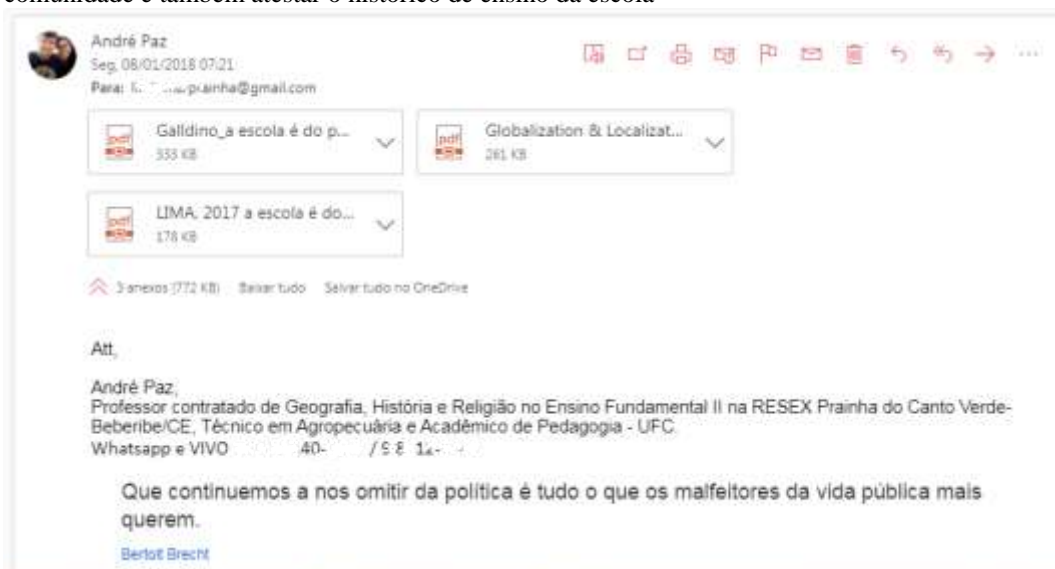 comunidade e também atestar o histórico de ensino da escola
André Paz
Seg, 08/01/2018 07:21
Para: prainha@gmail.com
Galldino_a escola é do p...
333 KB
Globalization & Localizat...
261 KB
LIMA, 2017 a escola é do...
178 KB
3 anexos (772 KB) Baixar tudo Salvar tudo no OneDrive
Att,
André Paz,
Professor contratado de Geografia, História e Religião no Ensino Fundamental II na RESEX Prainha do Canto Verde-
Beberibe/CE, Técnico em Agropecuária e Acadêmico de Pedagogia - UFC.
Whatsapp e VIVO
Que continuemos a nos omitir da política é tudo o que os malfeitores da vida pública mais
querem.
Bertolt Brecht